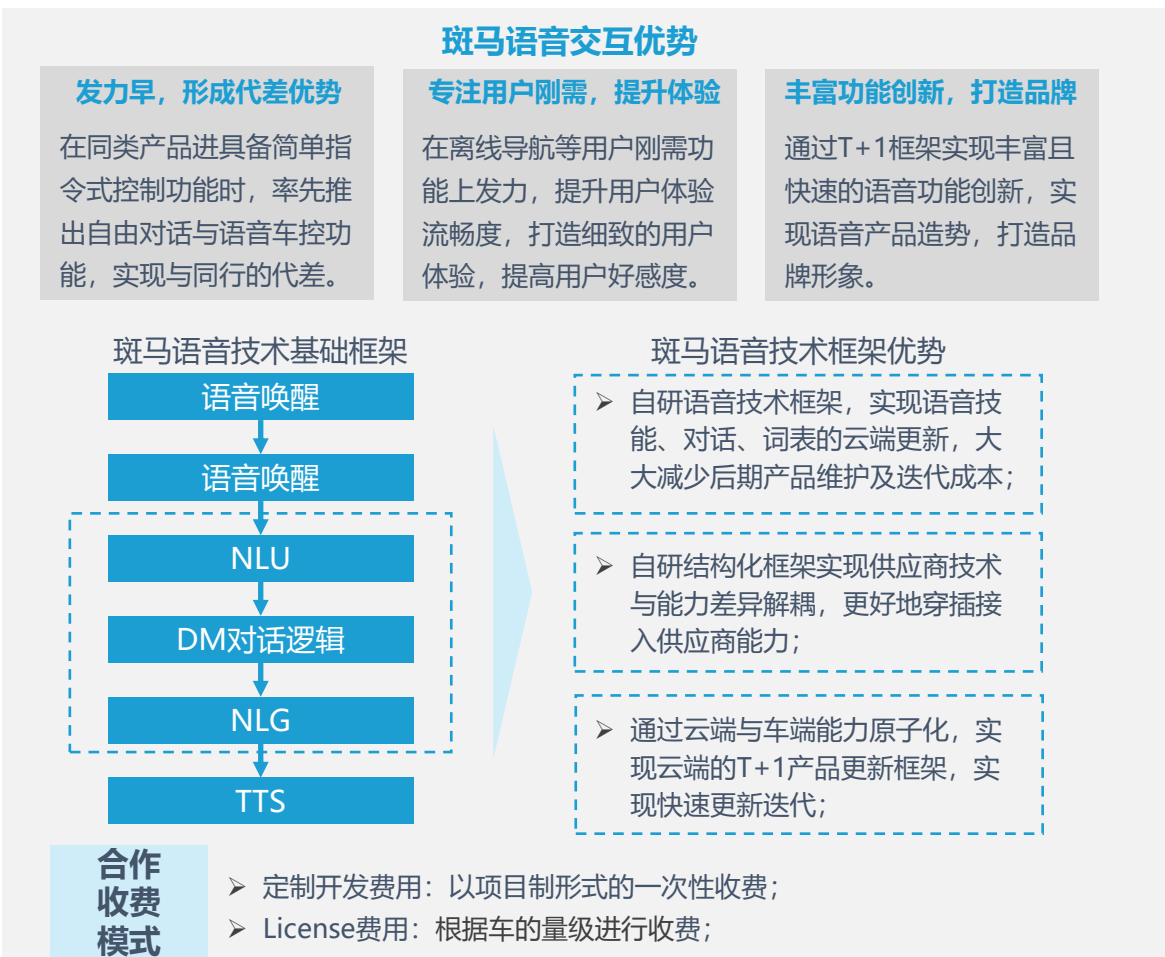 斑马语音交互优势
发力早，形成代差优势
在同类产品进具备简单指
令式控制功能时，率先推
出自由对话与语音车控功
能，实现与同行的代差。
专注用户刚需，提升体验
在离线导航等用户刚需功
能上发力，提升用户体验
流畅度，打造细致的用户
体验，提高用户好感度。
丰富功能创新，打造品牌
通过T+1框架实现丰富且
快速的语音功能创新，实
现语音产品造势，打造品
牌形象。
斑马语音技术基础框架
语音唤醒
语音唤醒
NLU
DM对话逻辑
NLG
TTS
斑马语音技术框架优势
➢ 自研语音技术框架，实现语音技
能、对话、词表的云端更新，大
大减少后期产品维护及迭代成本；
➢ 自研结构化框架实现供应商技术
与能力差异解耦，更好地穿插接
入供应商能力；
➢ 通过云端与车端能力原子化，实
现云端的T+1产品更新框架，实
现快速更新迭代；
合作
收费
模式
➢ 定制开发费用：以项目制形式的一次性收费；
➢ License费用：根据车的量级进行收费；